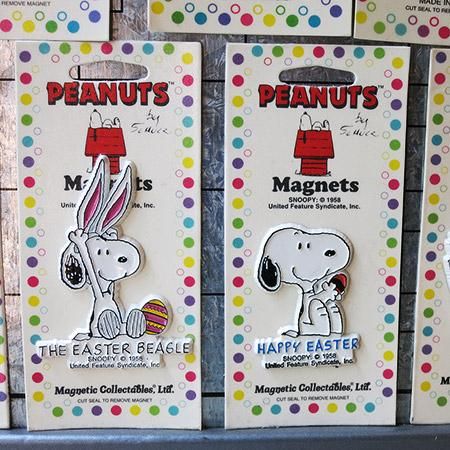 REMOVE MAGNET
MADE IN
CUT SEAL TO REMOVE
PEANUTS™
by Schulz
Magnets
United Feature Syndicate, Inc.
THE EASTER BEAGLE
SNOOPY: © 1958
United Feature Syndicate, Inc.
Magnetic Collectables, Ltd.
CUT SEAL TO REMOVE MAGNET
PEANUTS™
by Schulz
Magnets
SNOOPY: © 1958
United Feature Syndicate, Inc.
HAPPY EASTER
SNOOPY: © 1958
United Feature Syndicate, Inc.
Magnetic Collectables, Ltd.
CUT SEAL TO REMOVE MAGNET